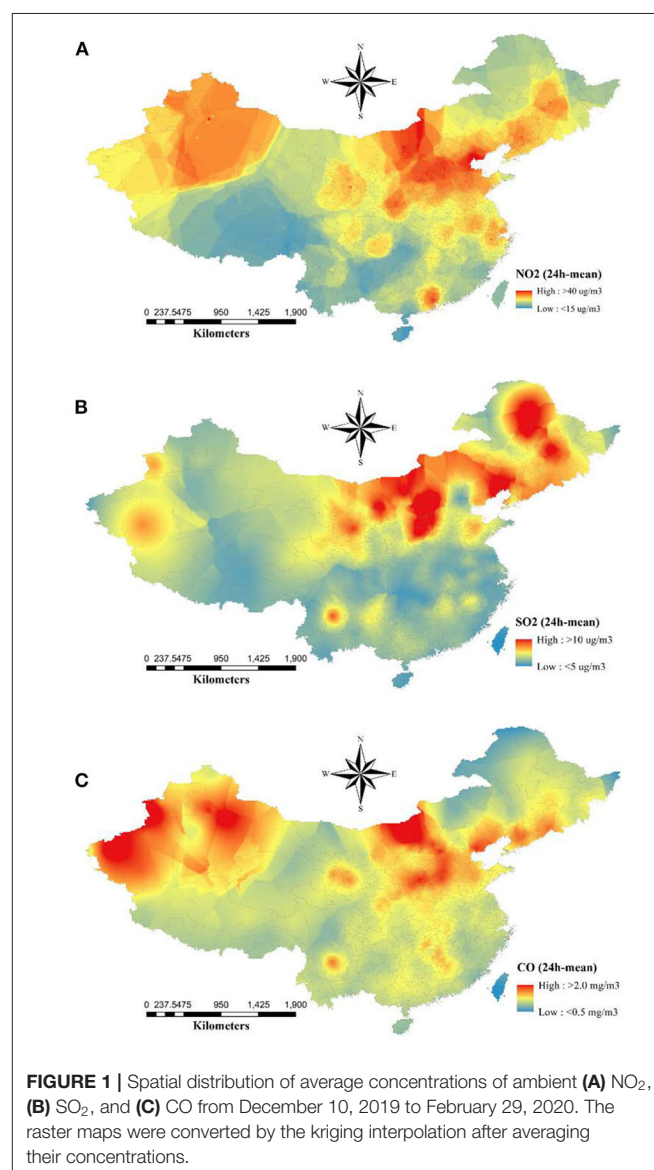 A
N
W E
S
NO2 (24h-mean)
High : >40 ug/m3
Low : <15 ug/m3
0 237.5475 950 1,425 1,900
Kilometers
B
N
W E
S
SO2 (24h-mean)
High : >10 ug/m3
Low : <5 ug/m3
0 237.5475 950 1,425 1,900
Kilometers
N
C
W E
S
CO (24h-mean)
High : >2.0 mg/m3
Low : <0.5 mg/m3
0 237.5475 950 1,425 1,900
Kilometers
FIGURE 1 | Spatial distribution of average concentrations of ambient (A) NO₂,
(B) SO₂, and (C) CO from December 10, 2019 to February 29, 2020. The
raster maps were converted by the kriging interpolation after averaging
their concentrations.